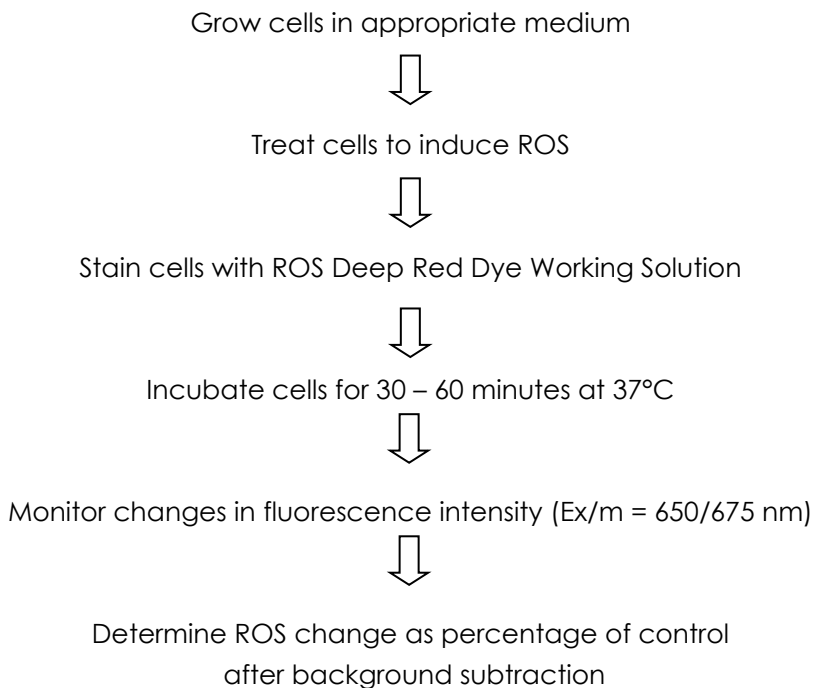 Grow cells in appropriate medium
Treat cells to induce ROS
Stain cells with ROS Deep Red Dye Working Solution
Incubate cells for 30 – 60 minutes at 37°C
Monitor changes in fluorescence intensity (Ex/m = 650/675 nm)
Determine ROS change as percentage of control
after background subtraction